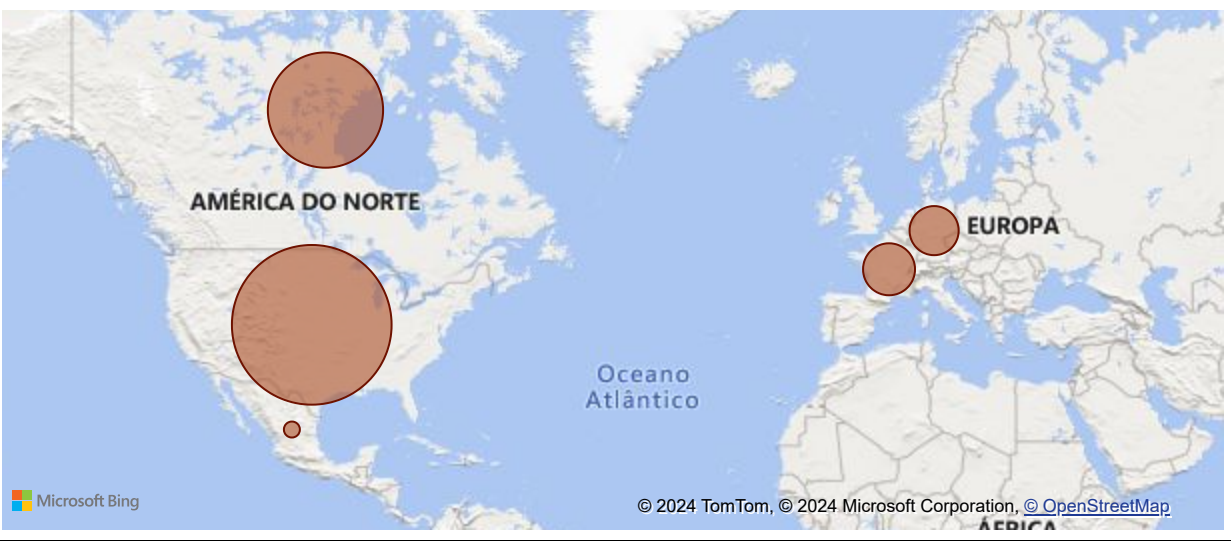 AMÉRICA DO NORTE
EUROPA
Oceano
Atlântico
Microsoft Bing
© 2024 TomTom, © 2024 Microsoft Corporation, © OpenStreetMap
ÁFRICA